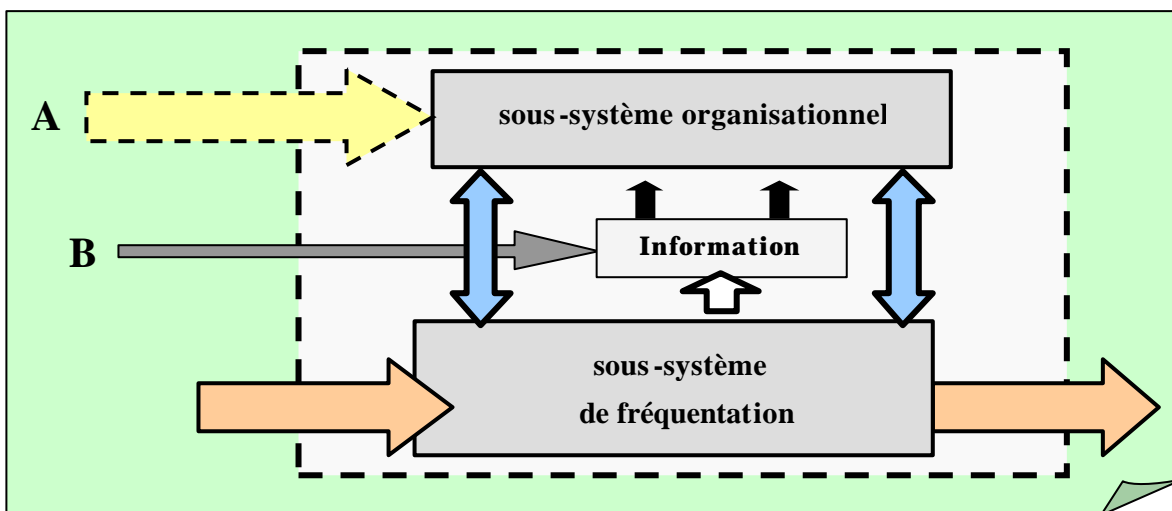 A
sous-système organisationnel
B
Information
sous-système
de fréquentation